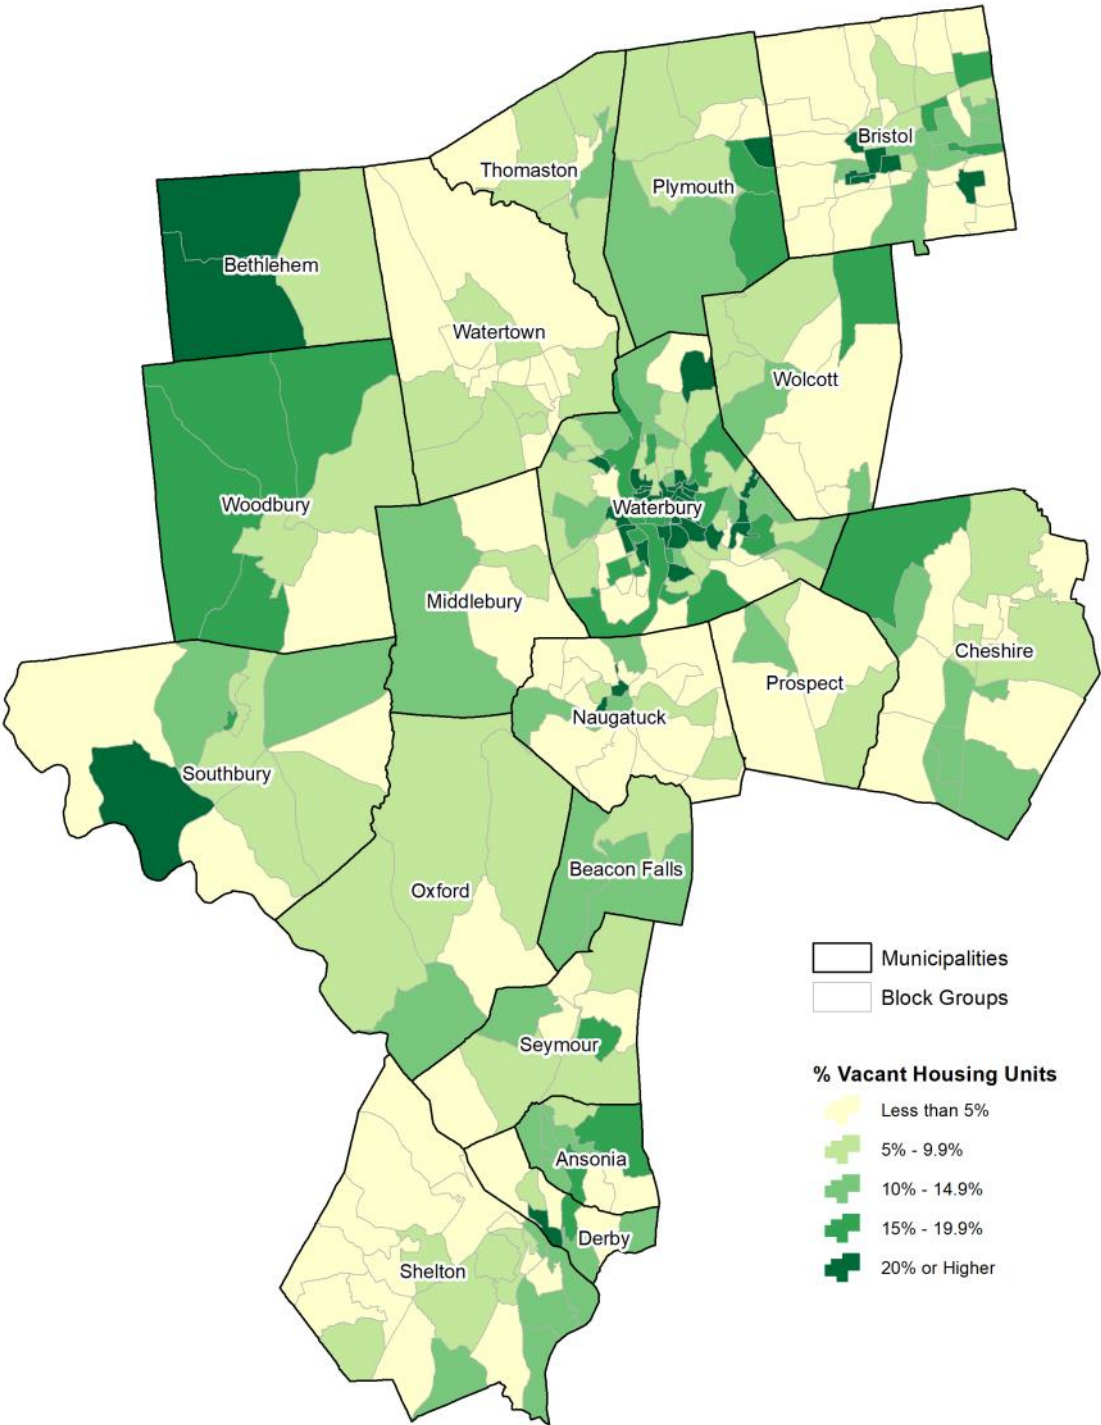 Bristol
Thomaston
Plymouth
Bethlehem
Watertown
Wolcott
Woodbury
Waterbury
Middlebury
Cheshire
Prospect
Naugatuck
Southbury
Beacon Falls
Oxford
Municipalities
Block Groups
Seymour
% Vacant Housing Units
Less than 5%
5% - 9.9%
Ansonia
10% - 14.9%
15% - 19.9%
Derby
20% or Higher
Shelton